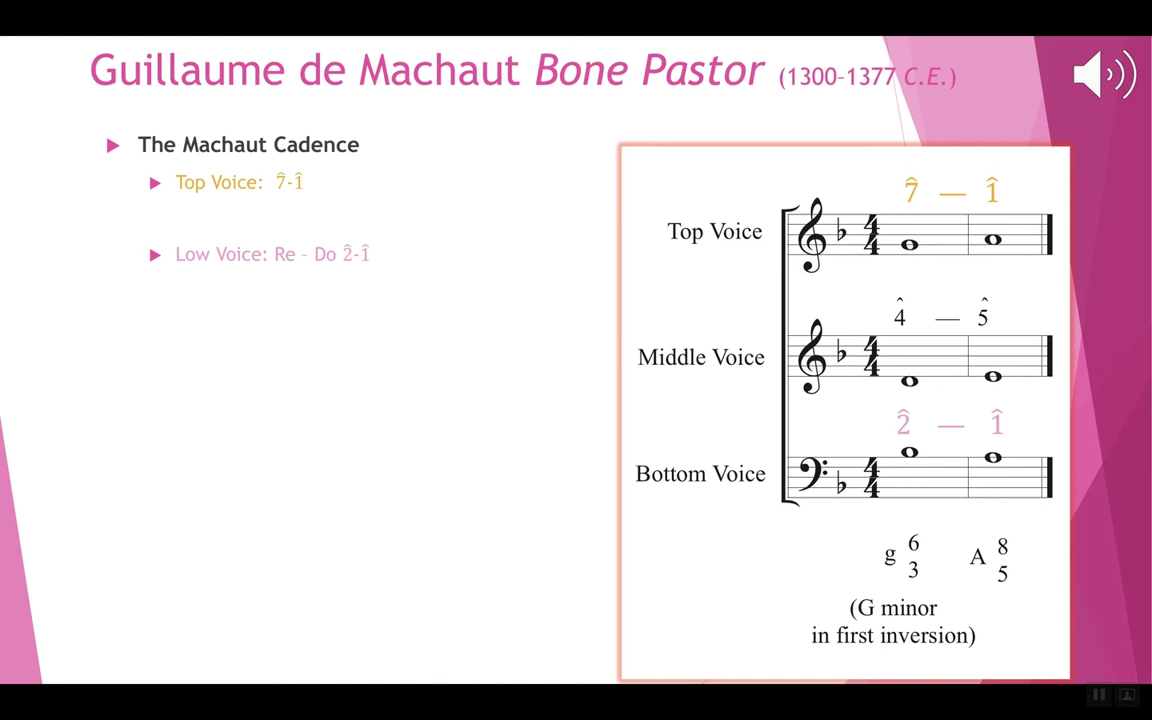 Guillaume de Machaut Bone Pastor (1300-1377 C.E.)
The Machaut Cadence
Top Voice: 7̂-1̂
Low Voice: Re – Do 2̂-1̂
7̂ — 1̂
Top Voice
4̂ — 5̂
Middle Voice
2̂ — 1̂
Bottom Voice
g 6 3 A 8 5
(G minor
in first inversion)